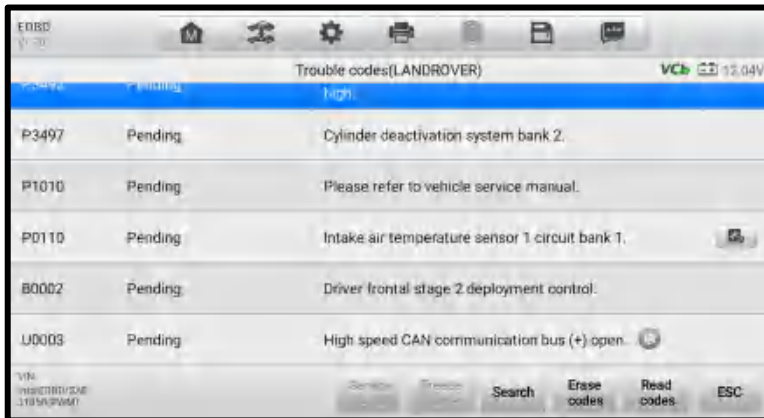 EOBD
Trouble codes(LANDROVER) VCb 12.04V
Pending high.
P3497 Pending Cylinder deactivation system bank 2.
P1010 Pending Please refer to vehicle service manual.
P0110 Pending Intake air temperature sensor 1 circuit bank 1.
B0002 Pending Driver frontal stage 2 deployment control.
U0003 Pending High speed CAN communication bus (+) open.
VIN
Search Erase codes Read codes ESC